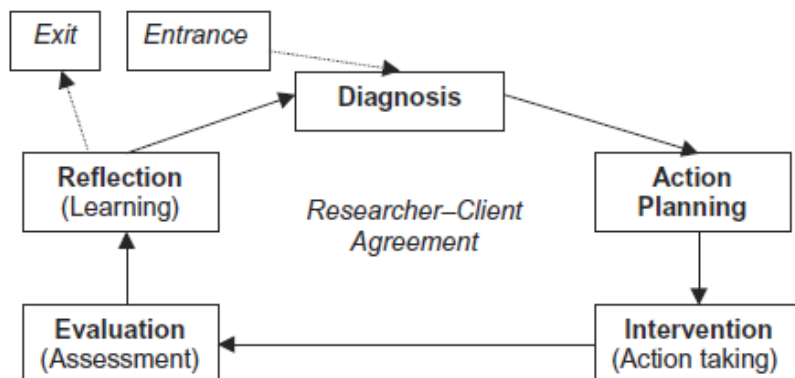 Exit
Entrance
Diagnosis
Reflection
(Learning)
Action
Planning
Researcher–Client
Agreement
Evaluation
(Assessment)
Intervention
(Action taking)